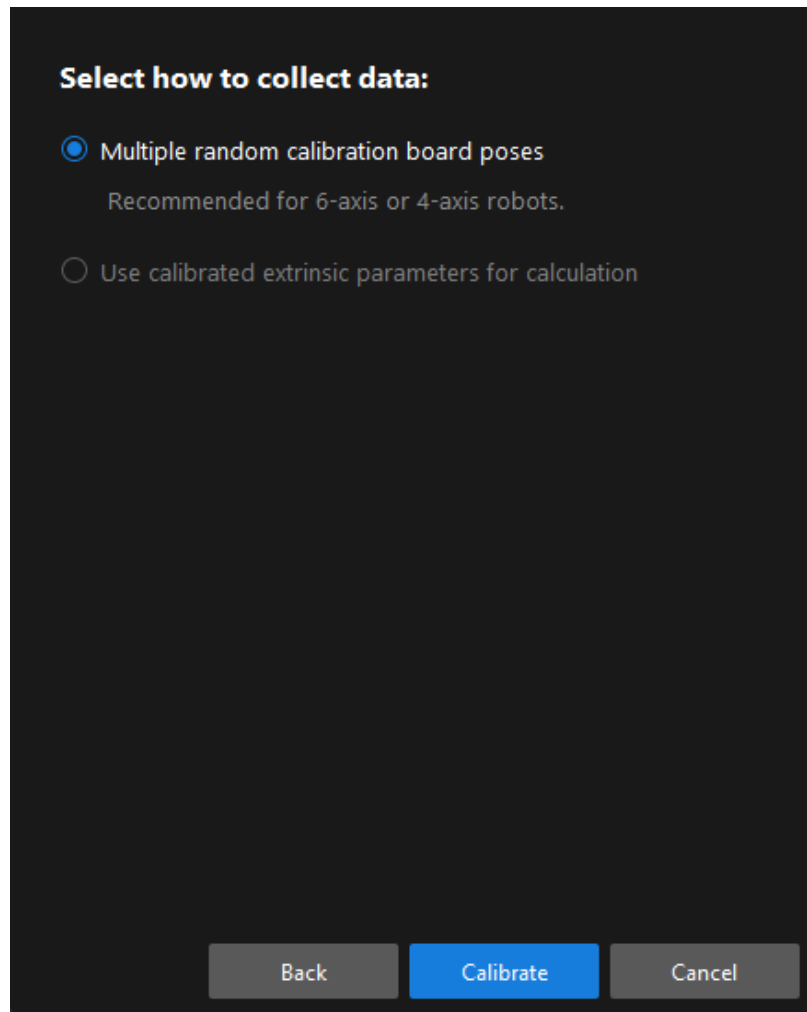 Select how to collect data:
Multiple random calibration board poses
Recommended for 6-axis or 4-axis robots.
Use calibrated extrinsic parameters for calculation
Back
Calibrate
Cancel